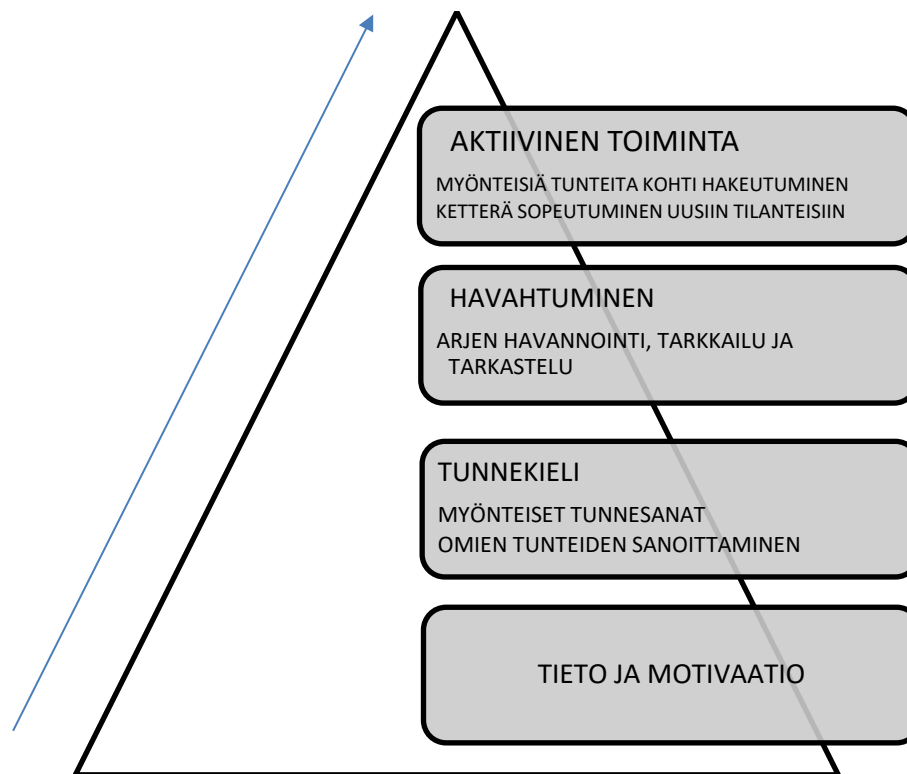 AKTIIVINEN TOIMINTA
MYÖNTEISIÄ TUNTEITA KOHTI HAKEUTUMINEN
KETTERÄ SOPEUTUMINEN UUSIIN TILANTEISIIN
HAVAHTUMINEN
ARJEN HAVANNOINTI, TARKKAILU JA
TARKASTELU
TUNNEKIELI
MYÖNTEISET TUNNESANAT
OMIEN TUNTEIDEN SANOITTAMINEN
TIETO JA MOTIVAATIO